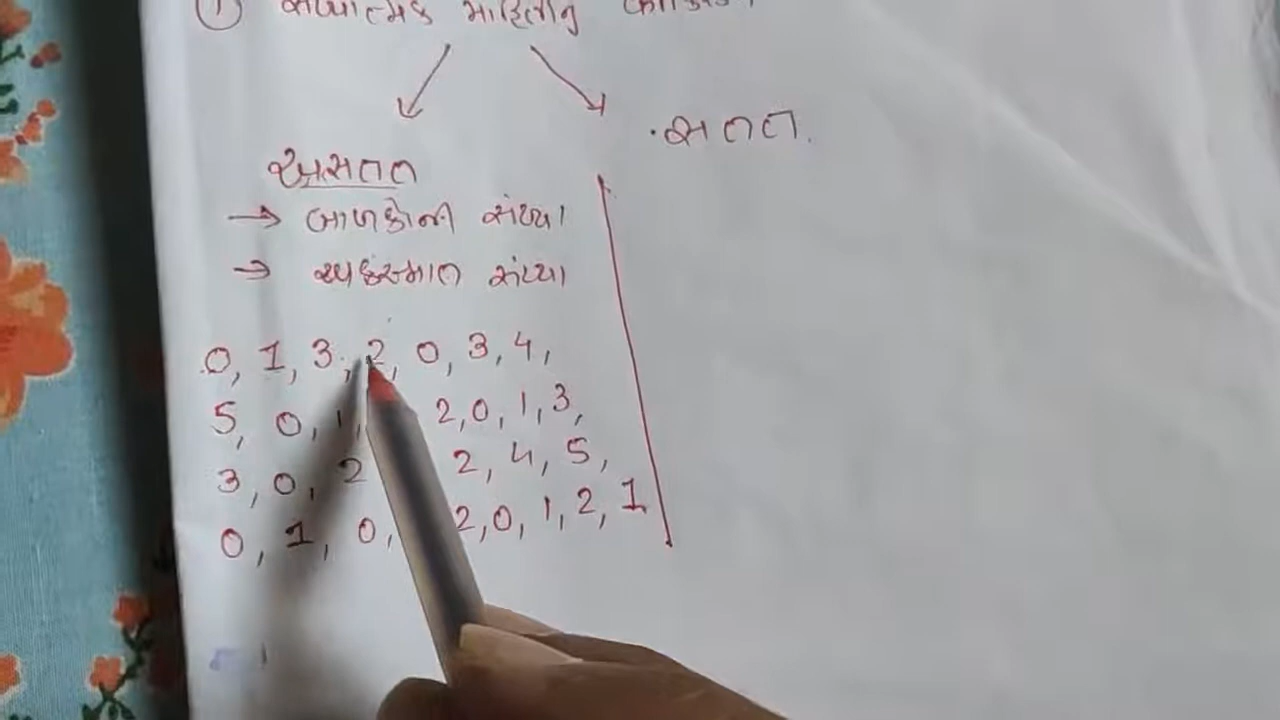 ① સંખ્યાત્મક માહિતીનું
અસતત
· સતત.
→ બાળકોની સંખ્યા
→ અકસ્માત સંખ્યા
0, 1, 3, 2, 0, 3, 4,
5, 0, 1, 2, 0, 1, 3,
3, 0, 2 2, 4, 5,
0, 1, 0, 2, 0, 1, 2, 1